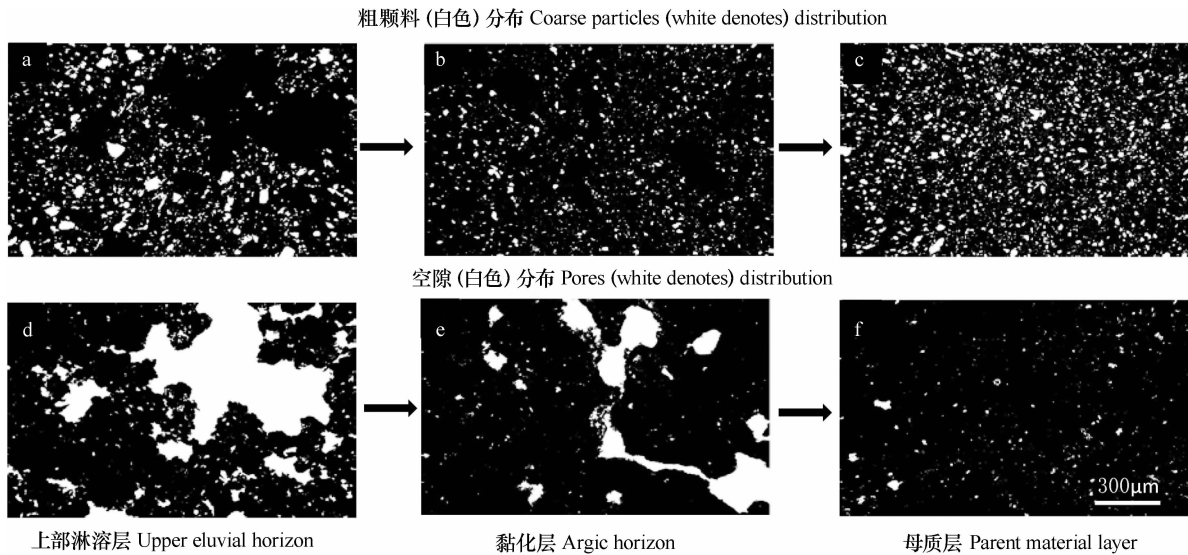 粗颗料 (白色) 分布 Coarse particles (white denotes) distribution
a
b
c
空隙 (白色) 分布 Pores (white denotes) distribution
d
e
f
300μm
上部淋溶层 Upper eluvial horizon
黏化层 Argic horizon
母质层 Parent material layer